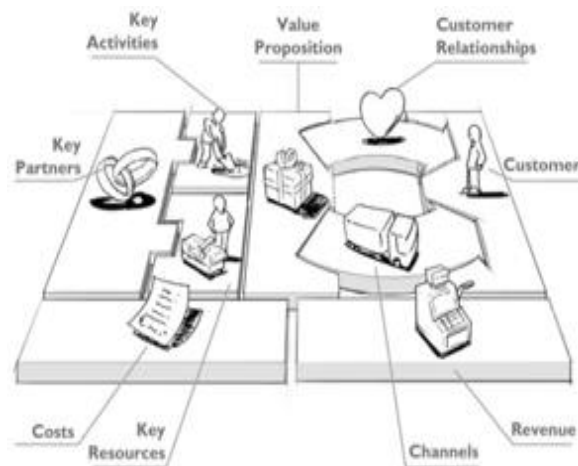 Key
Activities
Value
Proposition
Customer
Relationships
Key
Partners
Customer
Costs
Key
Resources
Channels
Revenue